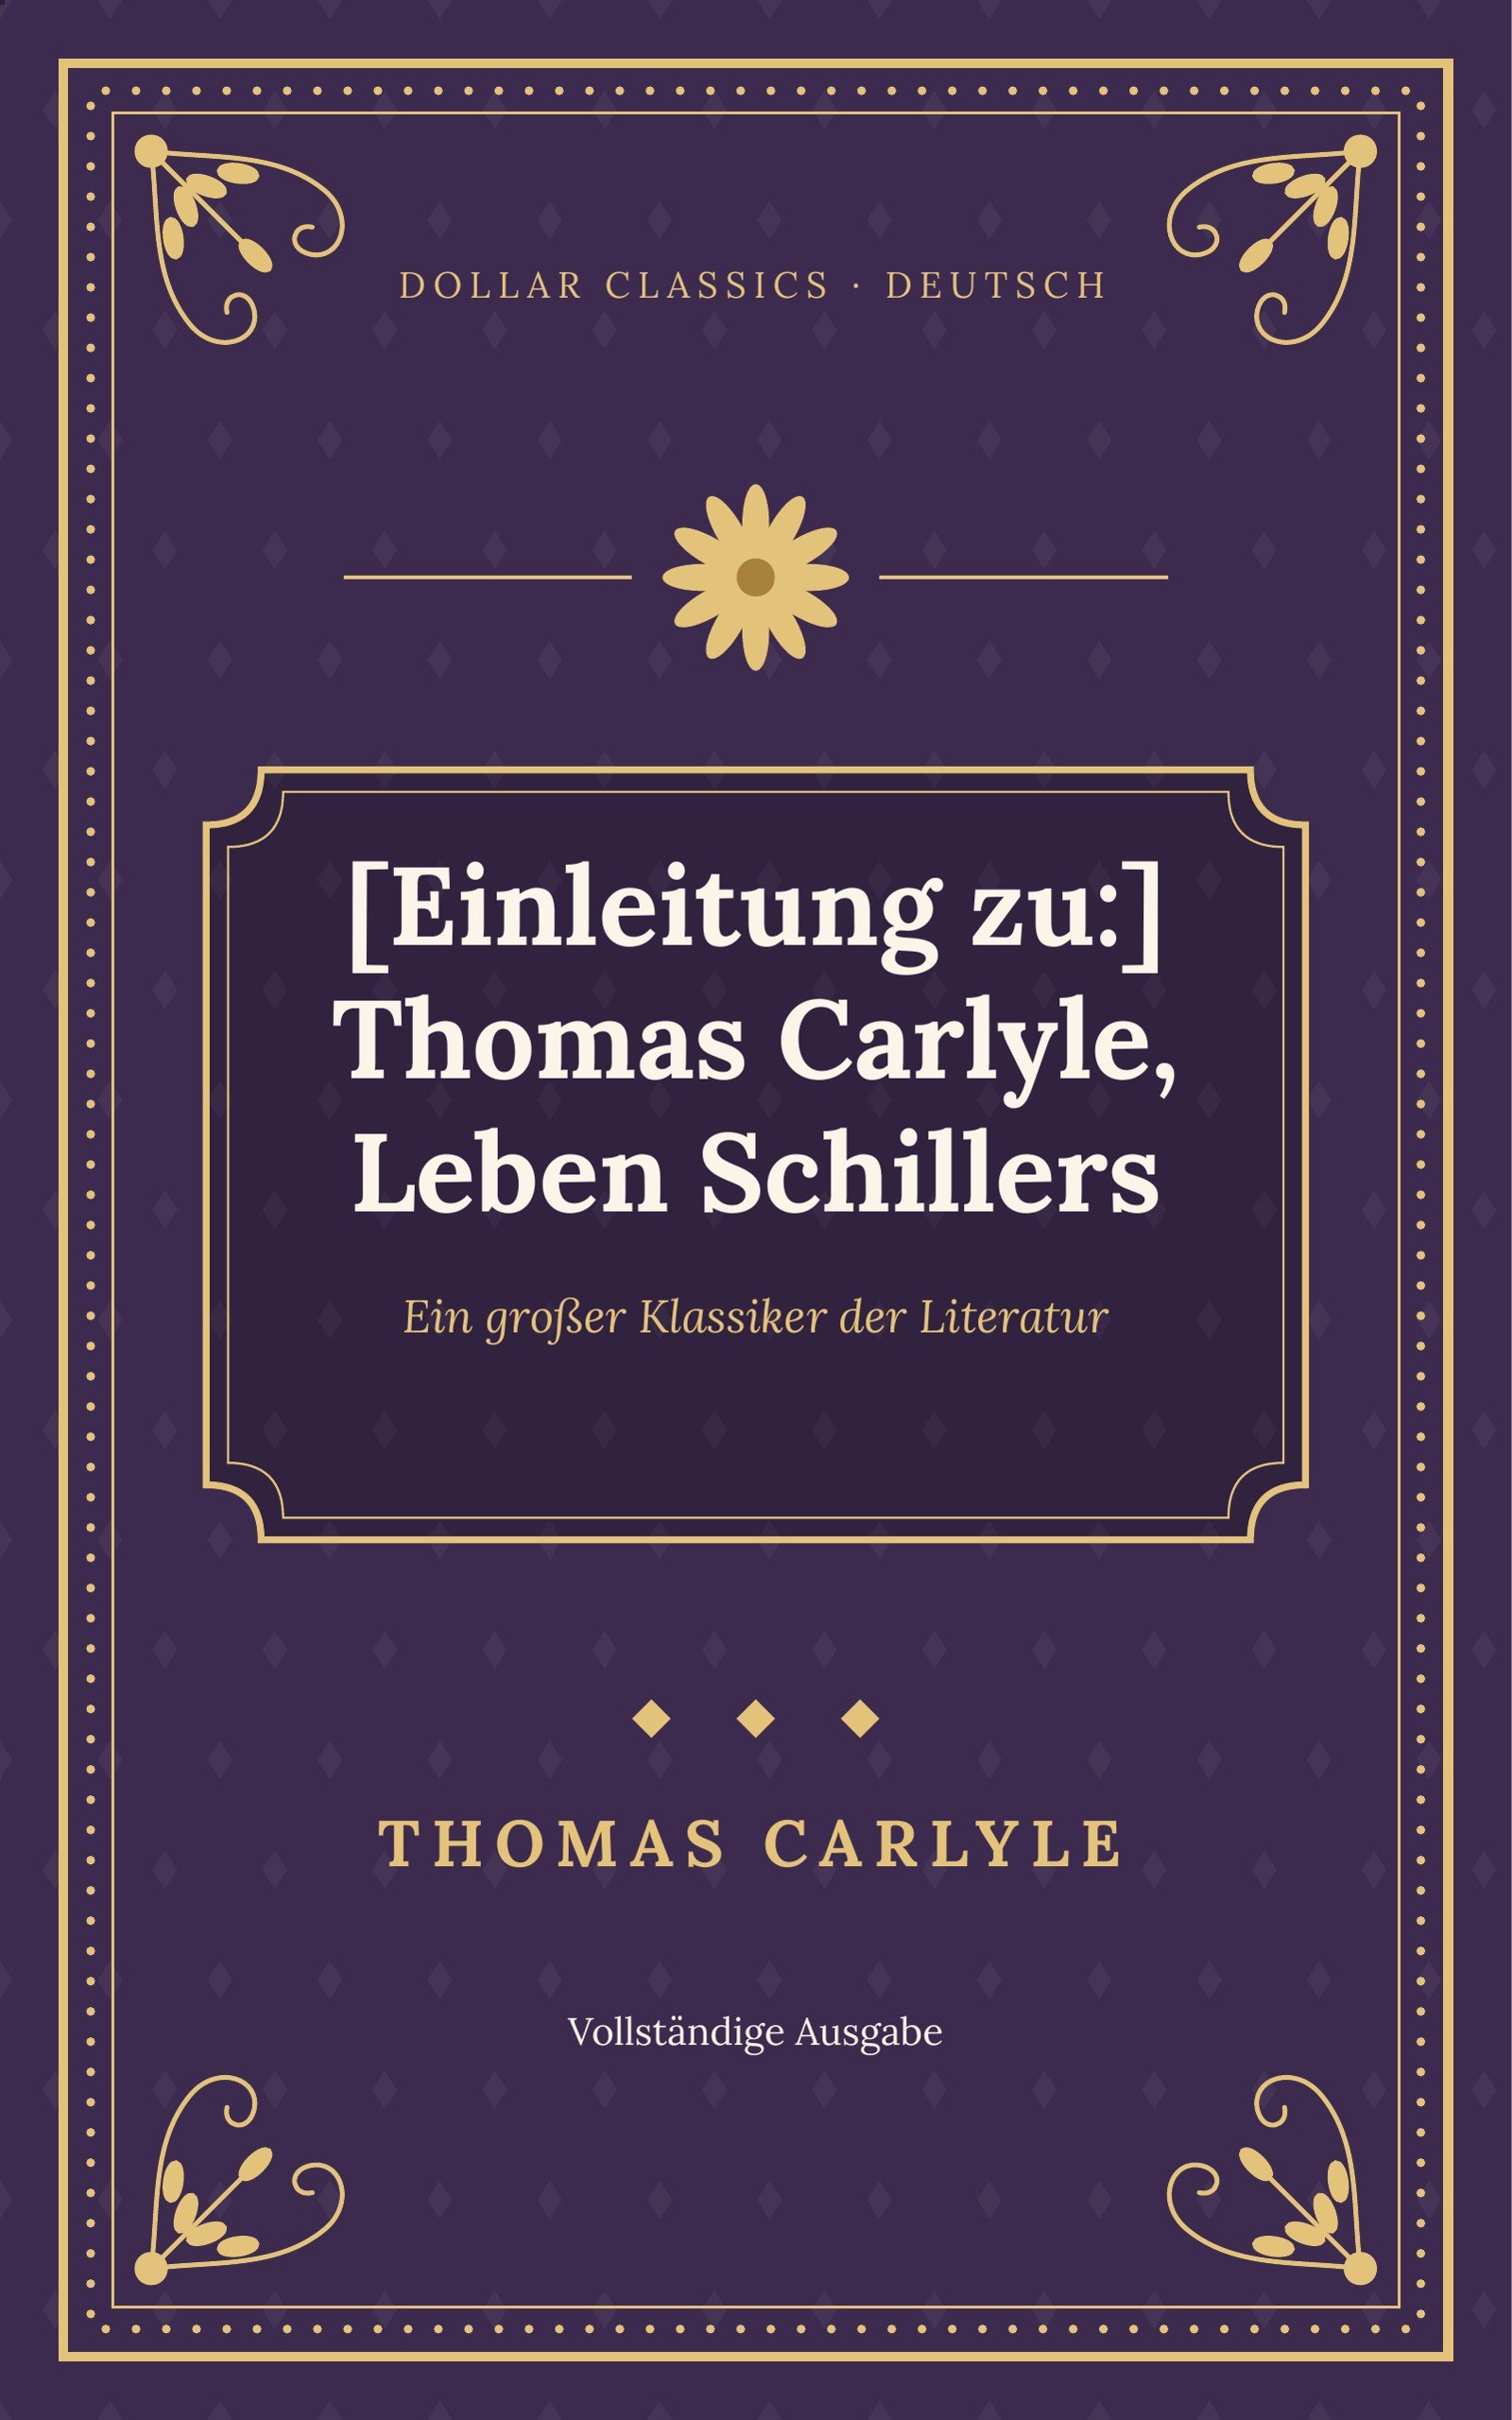 DOLLAR CLASSICS · DEUTSCH
[Einleitung zu:]
Thomas Carlyle,
Leben Schillers
Ein großer Klassiker der Literatur
THOMAS CARLYLE
Vollständige Ausgabe